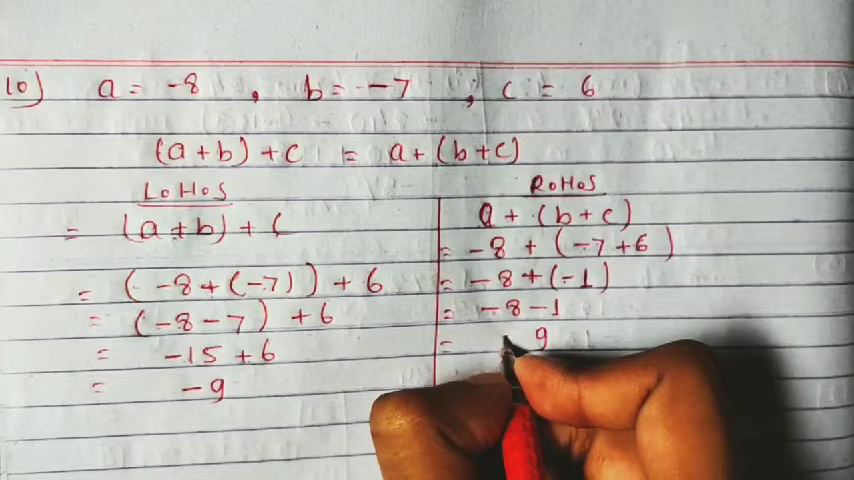 10) a = -8 , b = -7 , c = 6
(a+b) + c = a + (b+c)
L.H.S
= (a+b) + c
= (-8 + (-7)) + 6
= (-8 - 7) + 6
= -15 + 6
= -9
R.H.S
a + (b+c)
= -8 + (-7 + 6)
= -8 + (-1)
= -8 - 1
= 9